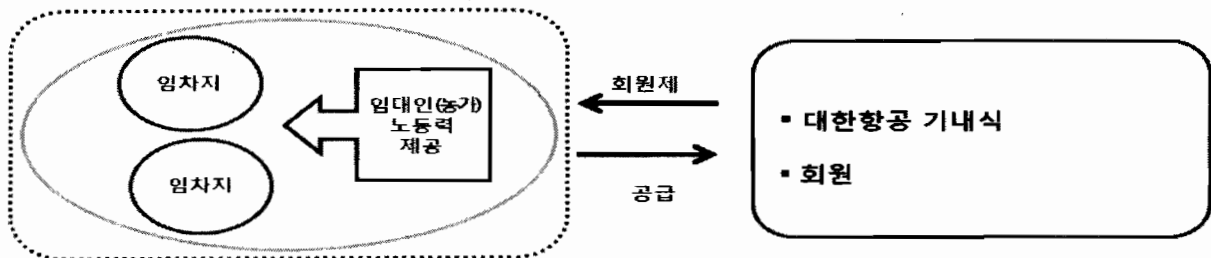 임차지
임차지
임대인(농가)
노동력
제공
회원제
공급
▪ 대한항공 기내식
▪ 회원